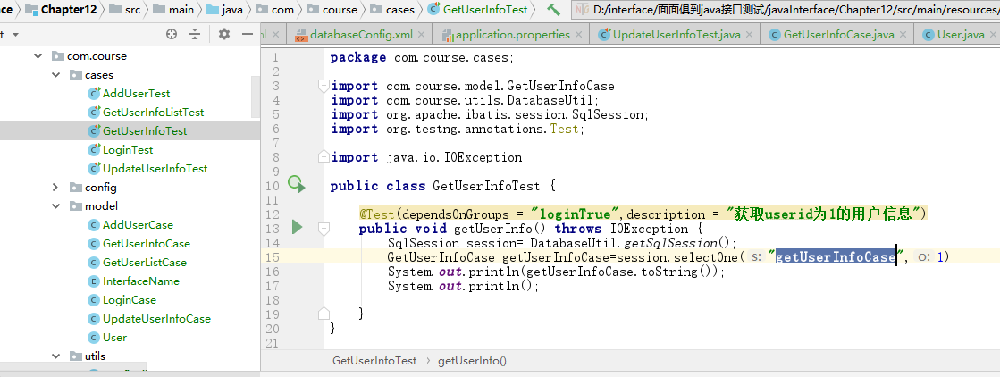 ce Chapter12 src main java com course cases GetUserInfoTest D:/interface/面面俱到java接口测试/javaInterface/Chapter12/src/main/resources/
t
ml databaseConfig.xml application.properties UpdateUserInfoTest.java GetUserInfoCase.java User.java
com.course
cases
AddUserTest
GetUserInfoListTest
GetUserInfoTest
LoginTest
UpdateUserInfoTest
config
model
AddUserCase
GetUserInfoCase
GetUserListCase
InterfaceName
LoginCase
UpdateUserInfoCase
User
utils
1 package com.course.cases;
2
3 import com.course.model.GetUserInfoCase;
4 import com.course.utils.DatabaseUtil;
5 import org.apache.ibatis.session.SqlSession;
6 import org.testng.annotations.Test;
7
8 import java.io.IOException;
9
10 public class GetUserInfoTest {
11
12 @Test(dependsOnGroups = "loginTrue",description = "获取userid为1的用户信息")
13 public void getUserInfo() throws IOException {
14 SqlSession session= DatabaseUtil.getSqlSession();
15 GetUserInfoCase getUserInfoCase=session.selectOne( s: "getUserInfoCase", o: 1);
16 System.out.println(getUserInfoCase.toString());
17 System.out.println();
18
19 }
20 }
21
GetUserInfoTest getUserInfo()